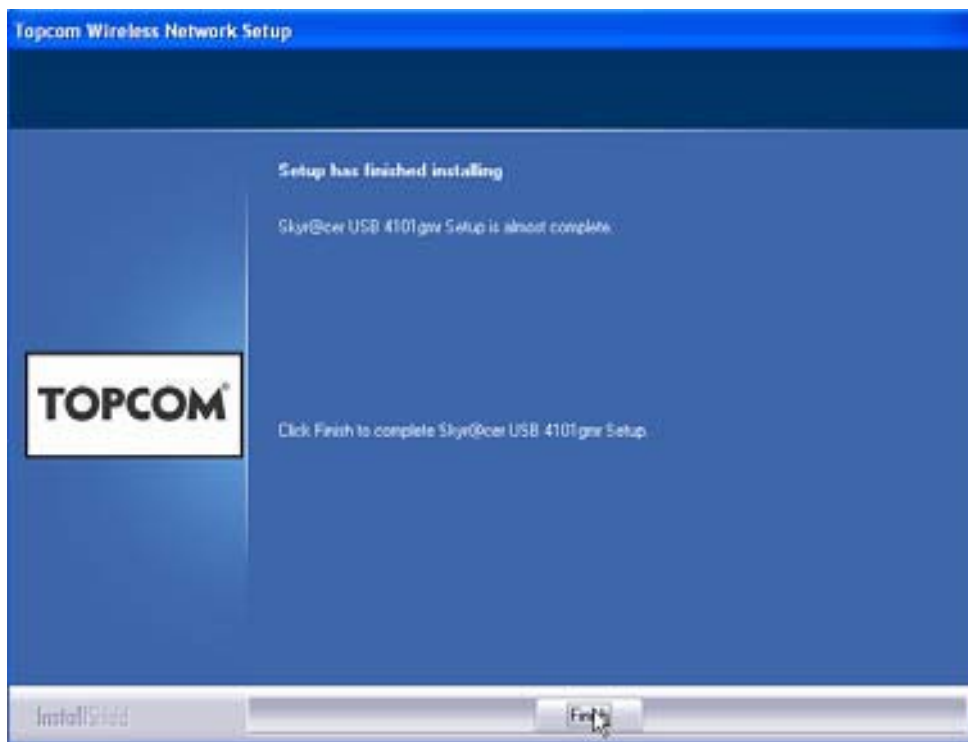 Topcom Wireless Network Setup
Setup has finished installing
Skyr@cer USB 4101gmr Setup is almost complete.
TOPCOM®
Click Finish to complete Skyr@cer USB 4101gmr Setup.
InstallShield
Finish